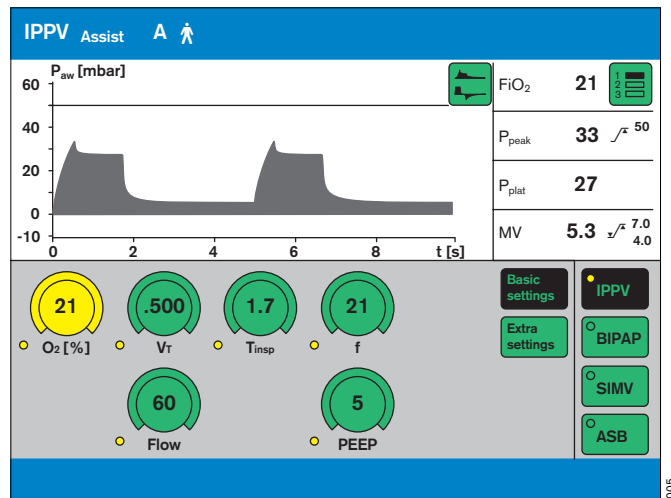 IPPV Assist A
Paw [mbar]
60
40
20
0
-10
0 2 4 6 8 t [s]
1
2
3
FiO2 21
Ppeak 33 50
Pplat 27
MV 5.3 7.0
4.0
21
O2 [%]
.500
VT
1.7
Tinsp
21
f
60
Flow
5
PEEP
Basic
settings
Extra
settings
IPPV
BIPAP
SIMV
ASB